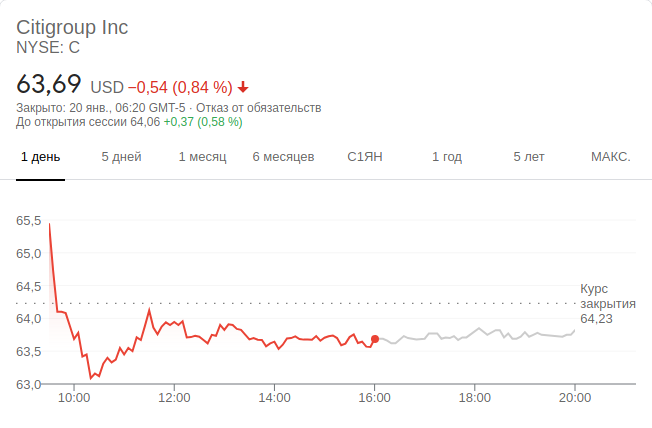 Citigroup Inc
NYSE: C
63,69 USD −0,54 (0,84 %)
Закрыто: 20 янв., 06:20 GMT-5 · Отказ от обязательств
До открытия сессии 64,06 +0,37 (0,58 %)
1 день 5 дней 1 месяц 6 месяцев С1ЯН 1 год 5 лет МАКС.
65,5
65,0
Курс
64,5
закрытия
64,0
64,23
63,5
63,0
10:00 12:00 14:00 16:00 18:00 20:00